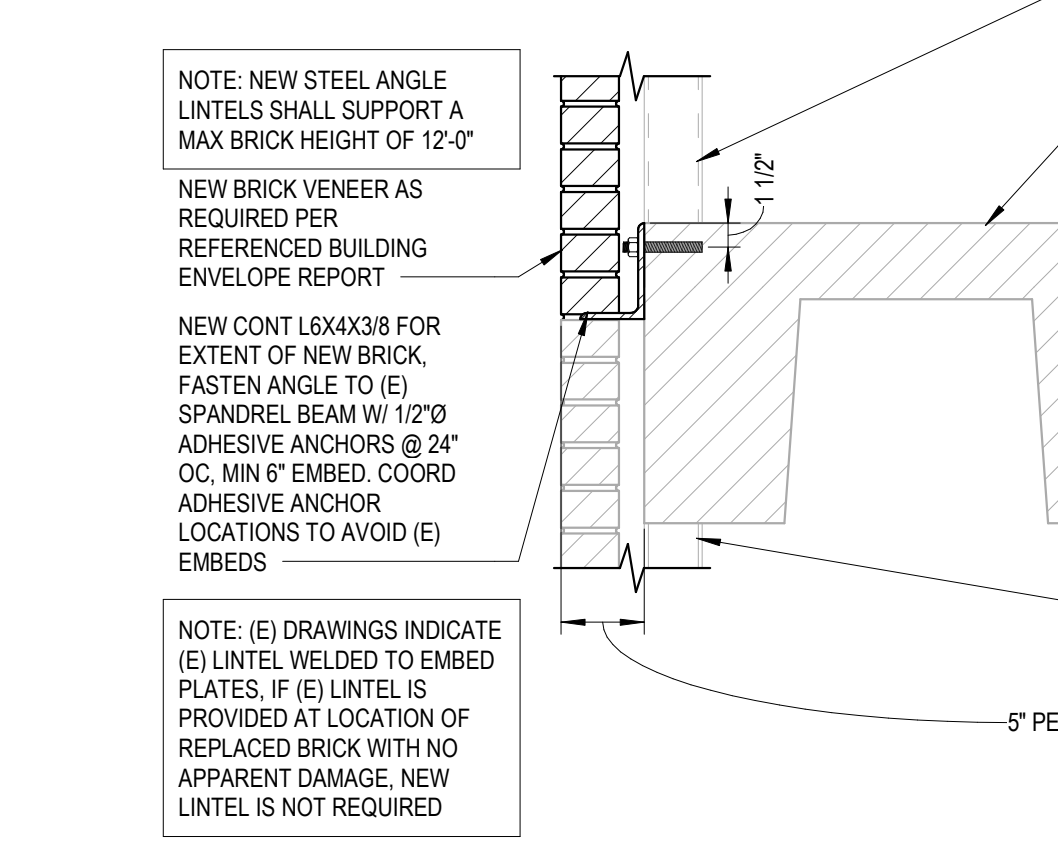 NOTE: NEW STEEL ANGLE
LINTELS SHALL SUPPORT A
MAX BRICK HEIGHT OF 12'-0"
NEW BRICK VENEER AS
REQUIRED PER
REFERENCED BUILDING
ENVELOPE REPORT
NEW CONT L6X4X3/8 FOR
EXTENT OF NEW BRICK,
FASTEN ANGLE TO (E)
SPANDREL BEAM W/ 1/2"Ø
ADHESIVE ANCHORS @ 24"
OC, MIN 6" EMBED. COORD
ADHESIVE ANCHOR
LOCATIONS TO AVOID (E)
EMBEDS
NOTE: (E) DRAWINGS INDICATE
(E) LINTEL WELDED TO EMBED
PLATES, IF (E) LINTEL IS
PROVIDED AT LOCATION OF
REPLACED BRICK WITH NO
APPARENT DAMAGE, NEW
LINTEL IS NOT REQUIRED
1 1/2"
5" PE